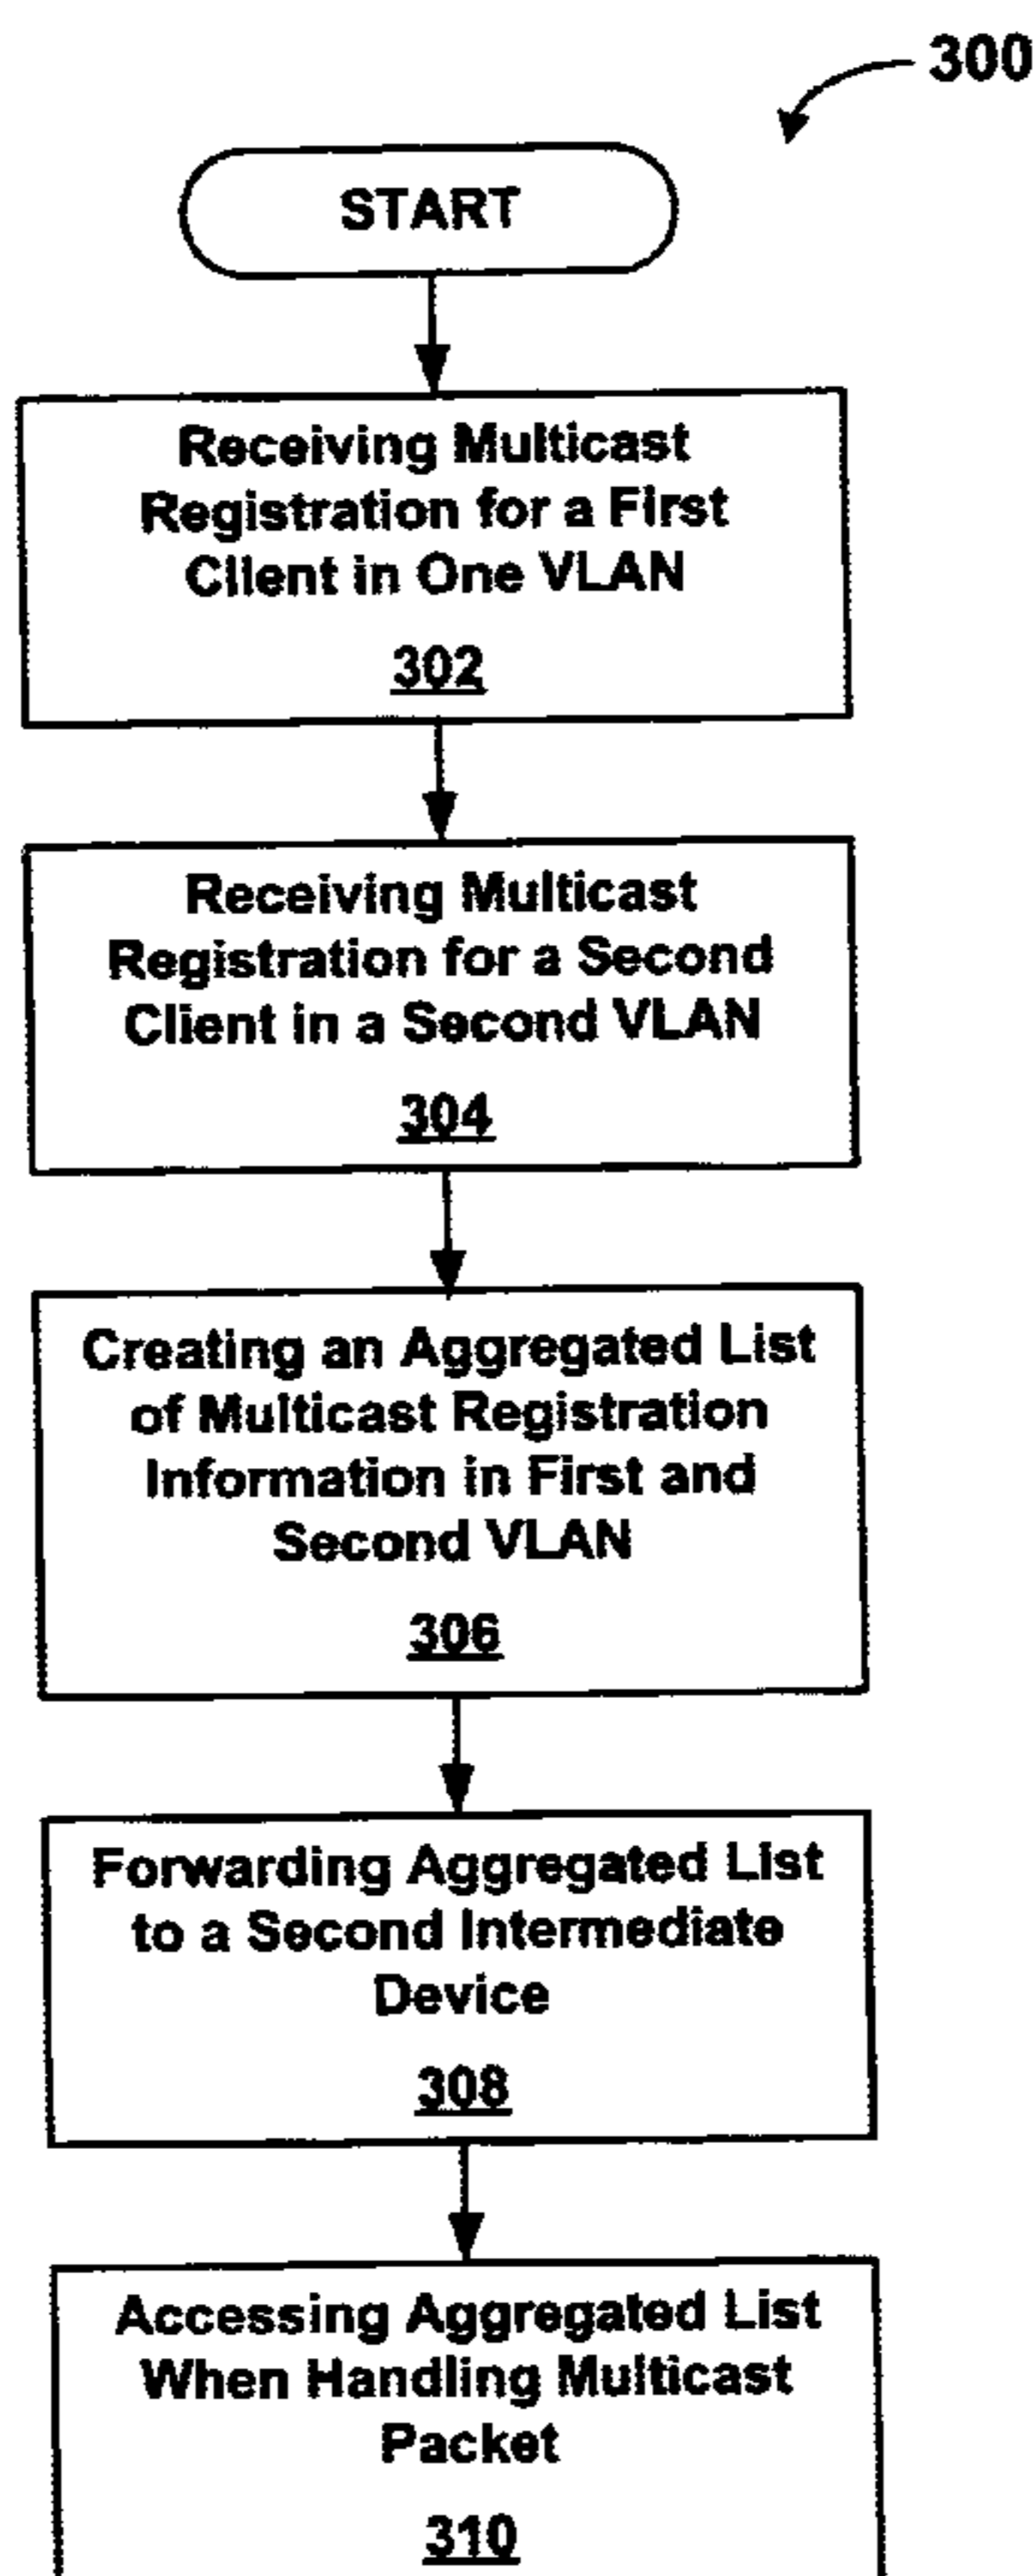 300
START
Receiving Multicast
Registration for a First
Client in One VLAN
302
Receiving Multicast
Registration for a Second
Client in a Second VLAN
304
Creating an Aggregated List
of Multicast Registration
Information in First and
Second VLAN
306
Forwarding Aggregated List
to a Second Intermediate
Device
308
Accessing Aggregated List
When Handling Multicast
Packet
310